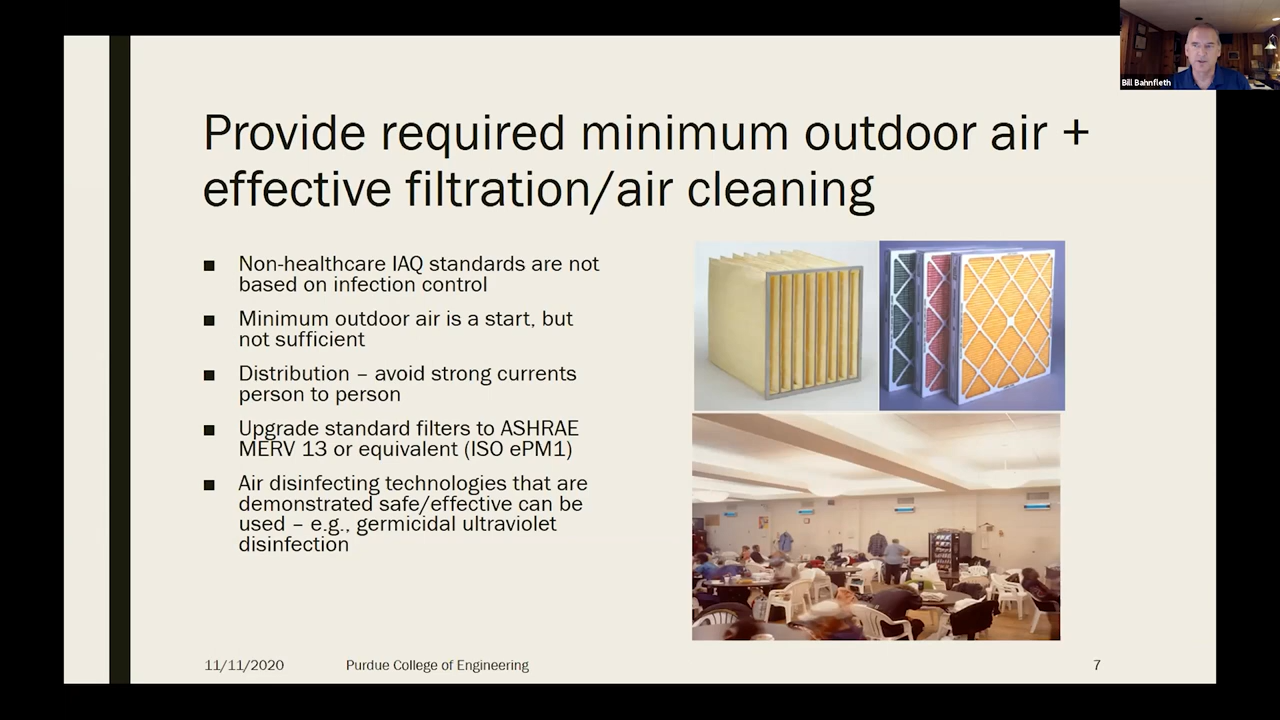 Bill Bahnfleth
Provide required minimum outdoor air +
effective filtration/air cleaning
■ Non-healthcare IAQ standards are not
based on infection control
■ Minimum outdoor air is a start, but
not sufficient
■ Distribution – avoid strong currents
person to person
■ Upgrade standard filters to ASHRAE
MERV 13 or equivalent (ISO ePM1)
■ Air disinfecting technologies that are
demonstrated safe/effective can be
used – e.g., germicidal ultraviolet
disinfection
11/11/2020 Purdue College of Engineering 7